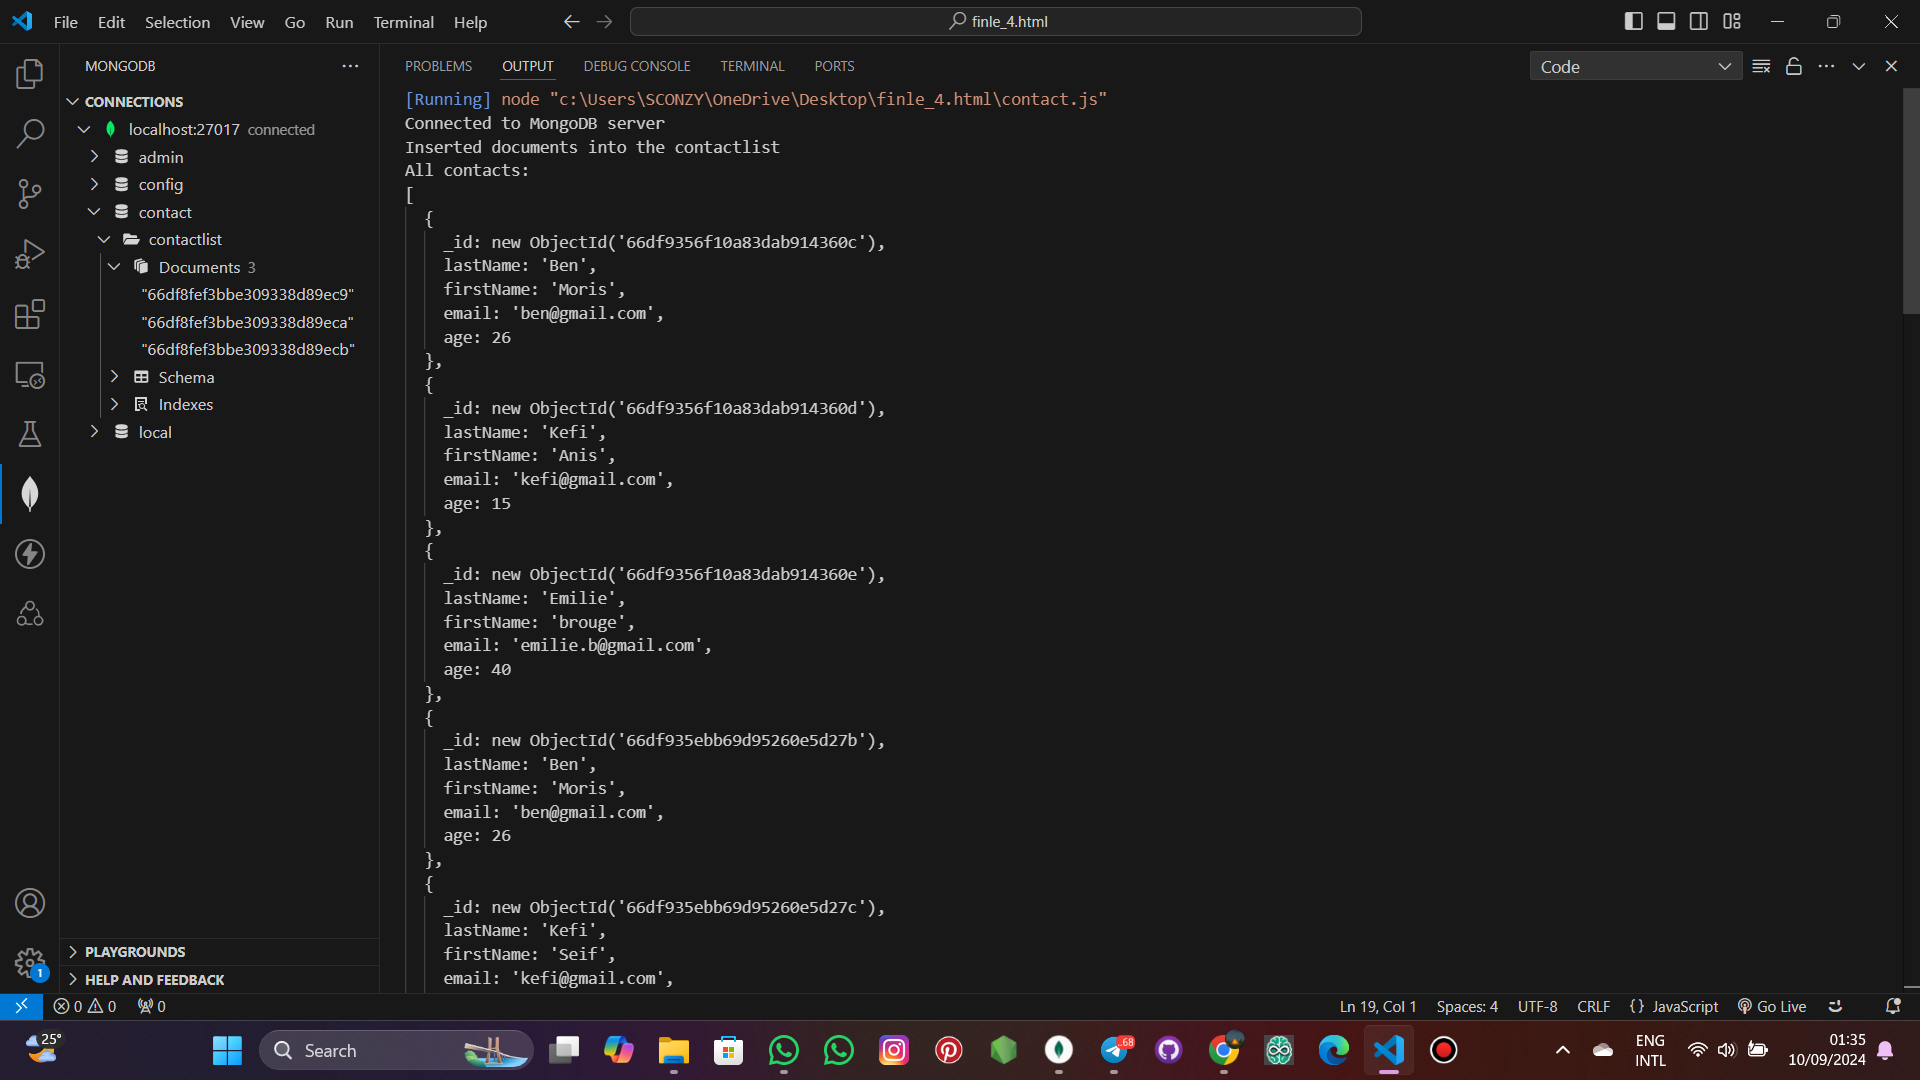 File Edit Selection View Go Run Terminal Help
finle_4.html
MONGODB
CONNECTIONS
localhost:27017 connected
admin
config
contact
contactlist
Documents 3
"66df8fef3bbe309338d89ec9"
"66df8fef3bbe309338d89eca"
"66df8fef3bbe309338d89ecb"
Schema
Indexes
local
PLAYGROUNDS
HELP AND FEEDBACK
1
PROBLEMS OUTPUT DEBUG CONSOLE TERMINAL PORTS
Code
[Running] node "c:\Users\SCONZY\OneDrive\Desktop\finle_4.html\contact.js"
Connected to MongoDB server
Inserted documents into the contactlist
All contacts:
[
{
_id: new ObjectId('66df9356f10a83dab914360c'),
lastName: 'Ben',
firstName: 'Moris',
email: 'ben@gmail.com',
age: 26
},
{
_id: new ObjectId('66df9356f10a83dab914360d'),
lastName: 'Kefi',
firstName: 'Anis',
email: 'kefi@gmail.com',
age: 15
},
{
_id: new ObjectId('66df9356f10a83dab914360e'),
lastName: 'Emilie',
firstName: 'brouge',
email: 'emilie.b@gmail.com',
age: 40
},
{
_id: new ObjectId('66df935ebb69d95260e5d27b'),
lastName: 'Ben',
firstName: 'Moris',
email: 'ben@gmail.com',
age: 26
},
{
_id: new ObjectId('66df935ebb69d95260e5d27c'),
lastName: 'Kefi',
firstName: 'Seif',
email: 'kefi@gmail.com',
0 0 0
Ln 19, Col 1 Spaces: 4 UTF-8 CRLF {} JavaScript Go Live
25°
Search
.68
ENG
INTL
01:35
10/09/2024